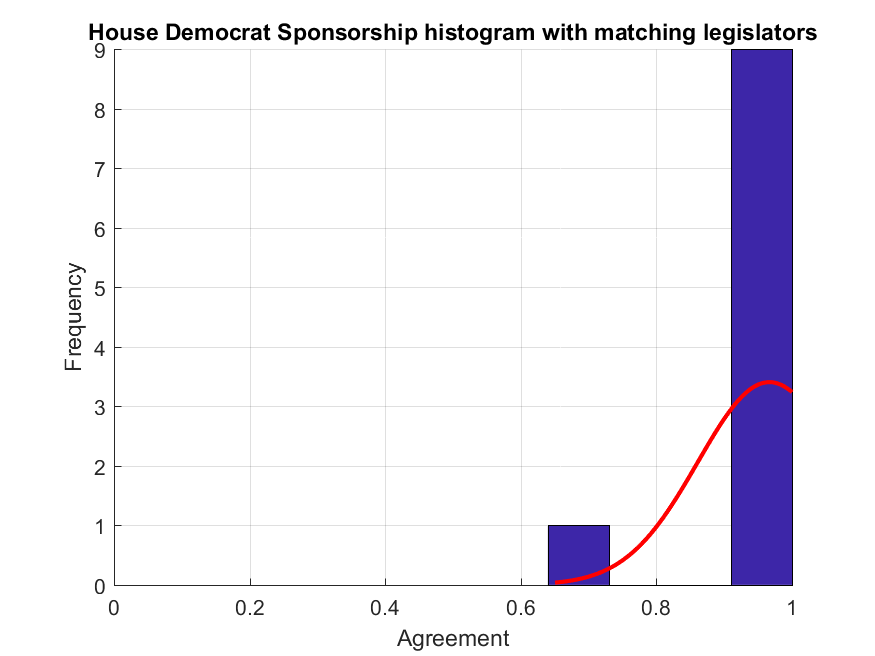 House Democrat Sponsorship histogram with matching legislators
9
8
7
6
5
4
3
2
1
0
Frequency
0 0.2 0.4 0.6 0.8 1
Agreement